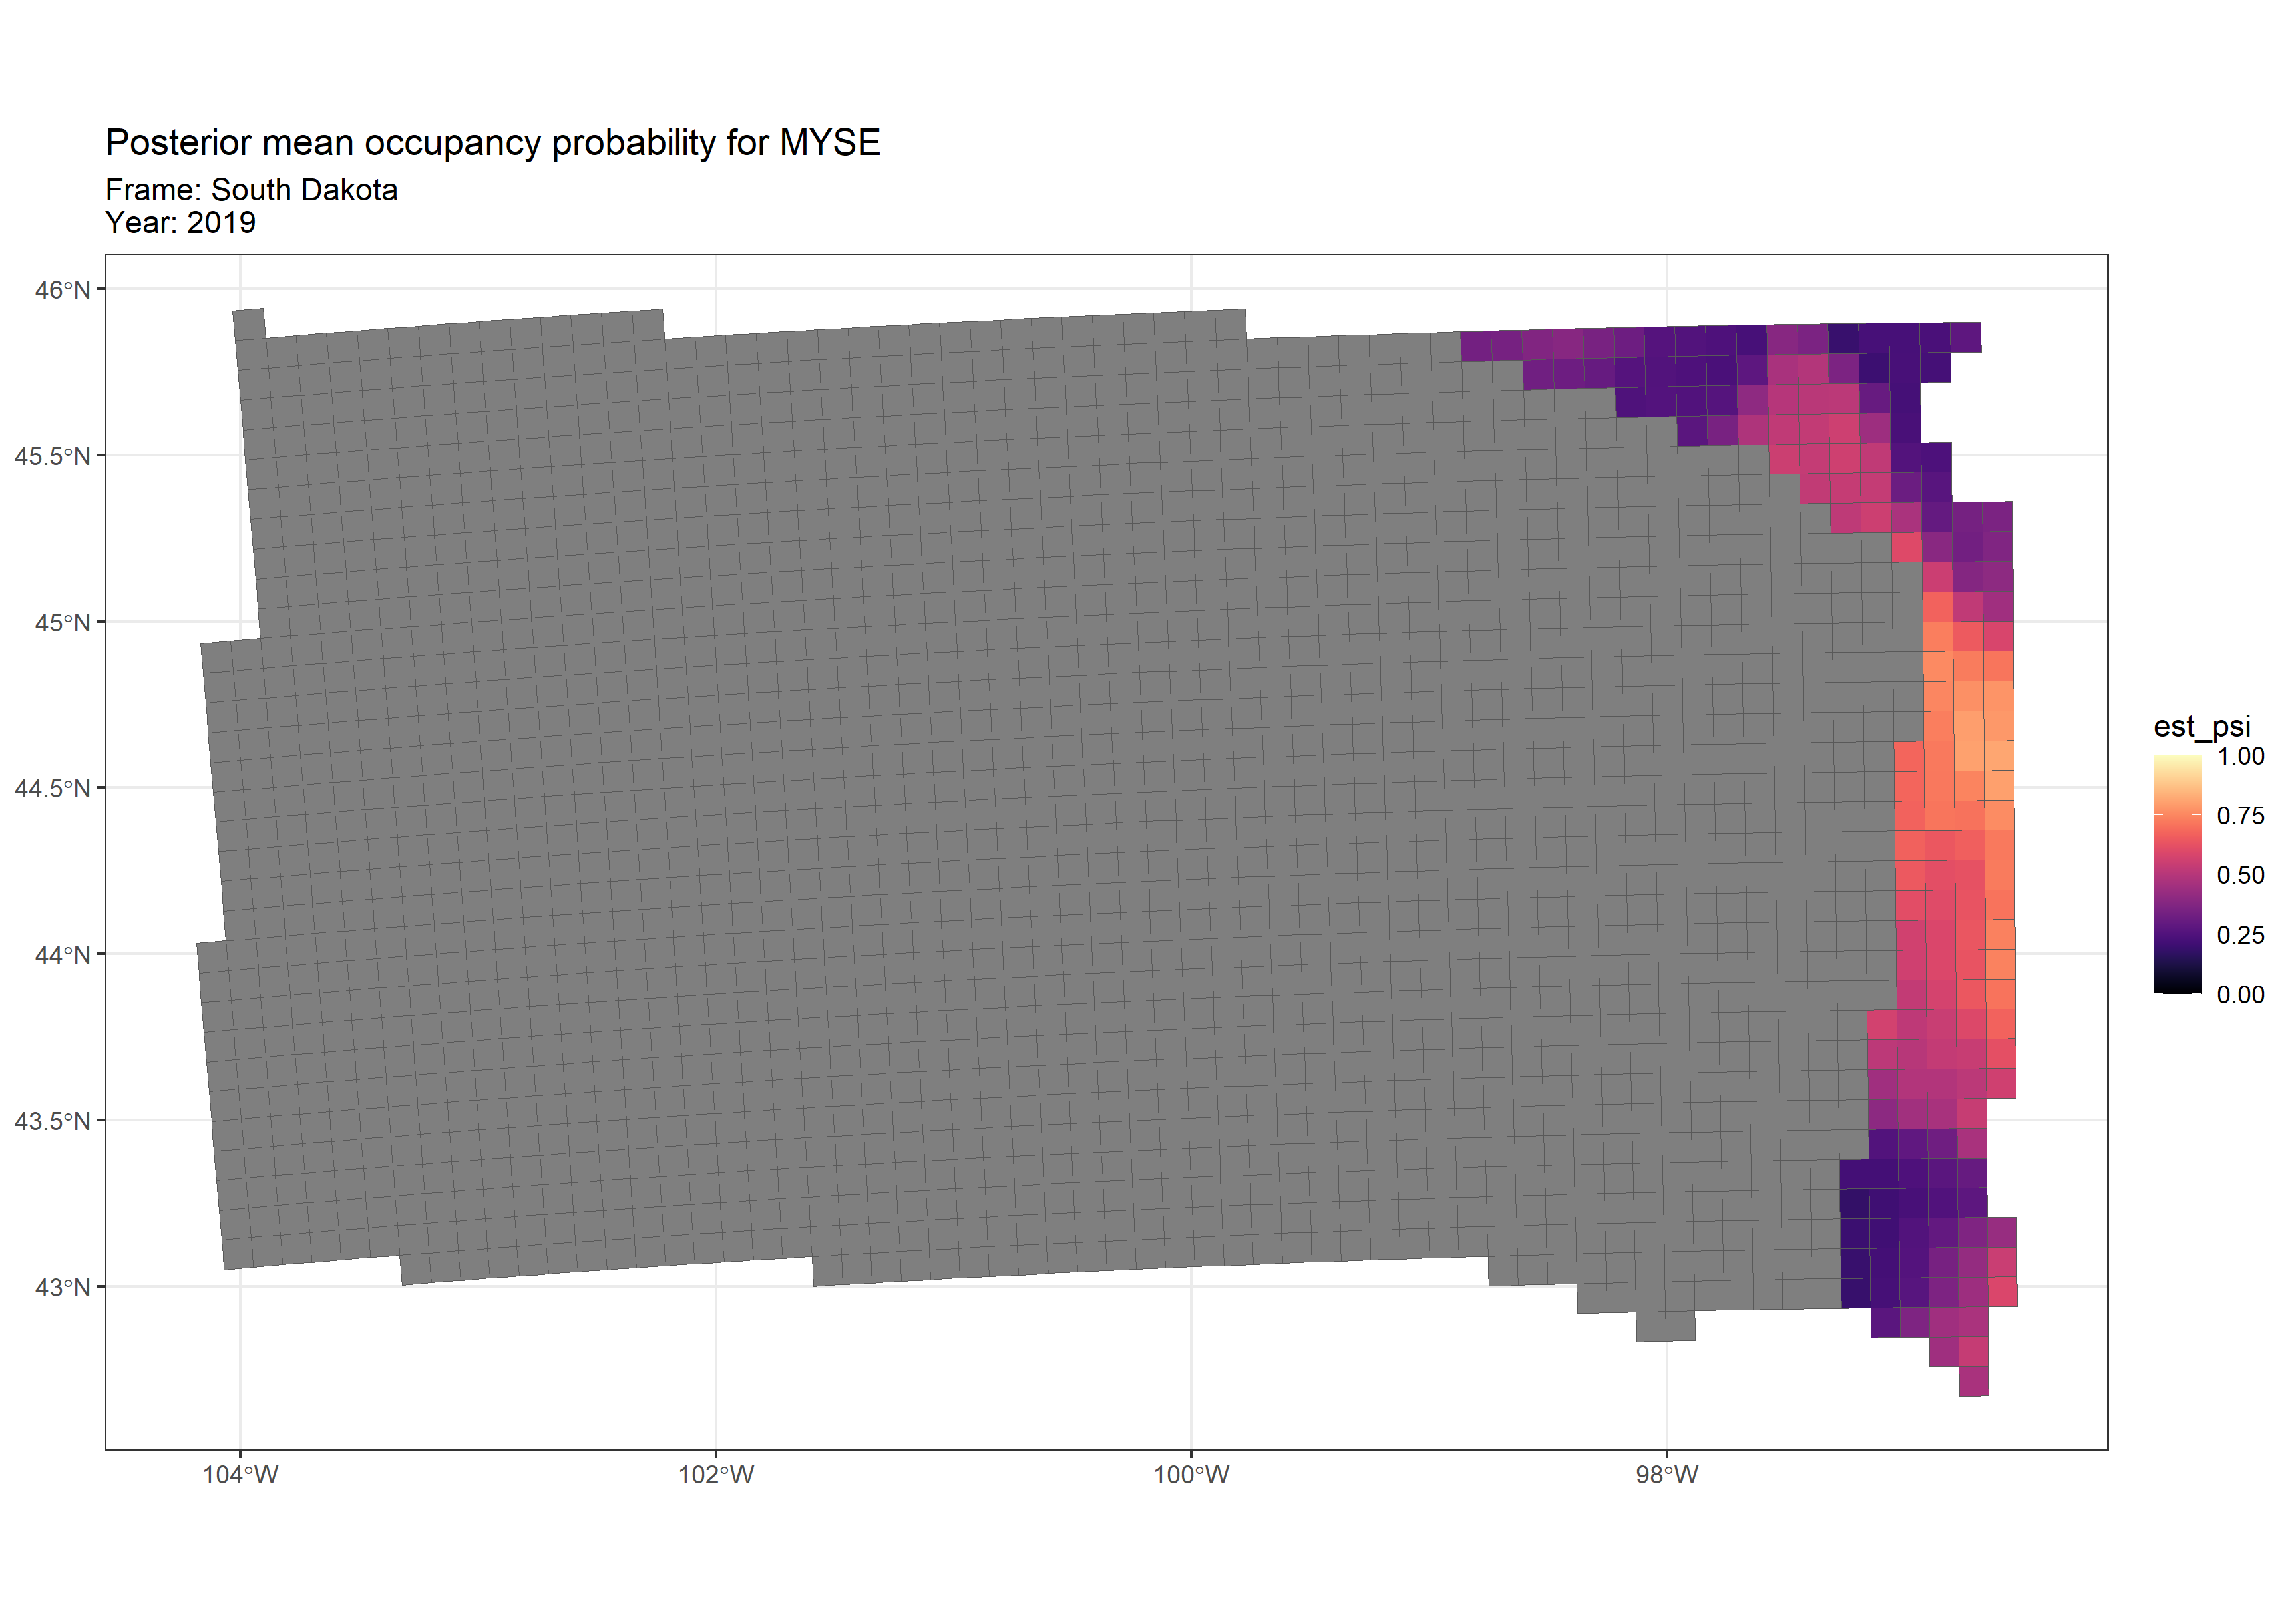 Posterior mean occupancy probability for MYSE
Frame: South Dakota
Year: 2019
46°N
45.5°N
45°N
44.5°N
44°N
43.5°N
43°N
104°W
102°W
100°W
98°W
est_psi
1.00
0.75
0.50
0.25
0.00